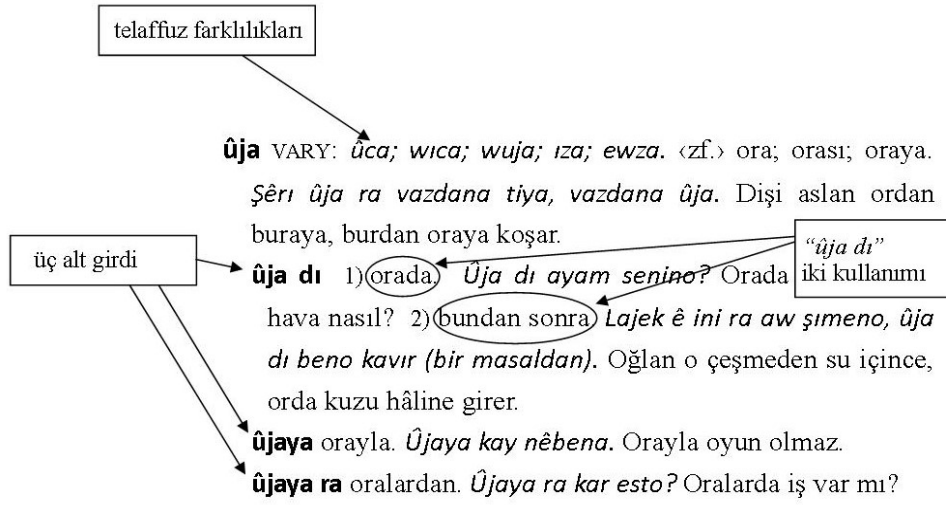 telaffuz farklılıkları
ûja VARY: ûca; wıca; wuja; ıza; ewza. ‹zf.› ora; orası; oraya.
Şêrı ûja ra vazdana tiya, vazdana ûja. Dişi aslan ordan
buraya, burdan oraya koşar.
üç alt girdi
"ûja dı"
iki kullanımı
ûja dı 1) orada. Ûja dı ayam senino? Orada
hava nasıl? 2) bundan sonra Lajek ê ini ra aw şımeno, ûja
dı beno kavır (bir masaldan). Oğlan o çeşmeden su içince,
orda kuzu hâline girer.
ûjaya orayla. Ûjaya kay nêbena. Orayla oyun olmaz.
ûjaya ra oralardan. Ûjaya ra kar esto? Oralarda iş var mı?